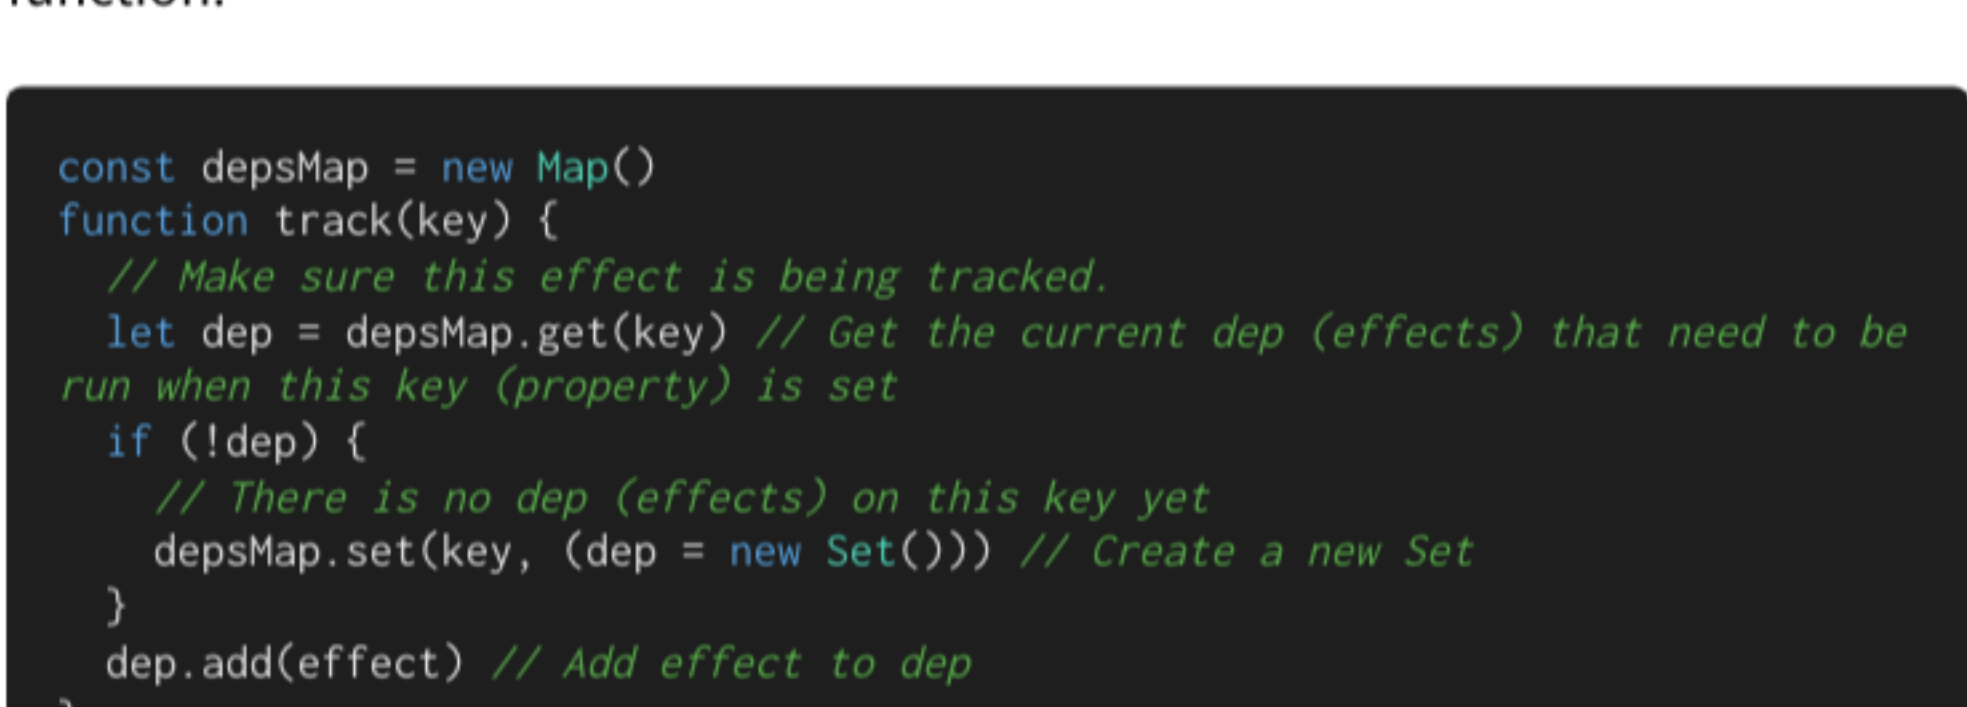 function.
const depsMap = new Map()
function track(key) {
  // Make sure this effect is being tracked.
  let dep = depsMap.get(key) // Get the current dep (effects) that need to be
run when this key (property) is set
  if (!dep) {
    // There is no dep (effects) on this key yet
    depsMap.set(key, (dep = new Set())) // Create a new Set
  }
  dep.add(effect) // Add effect to dep
}